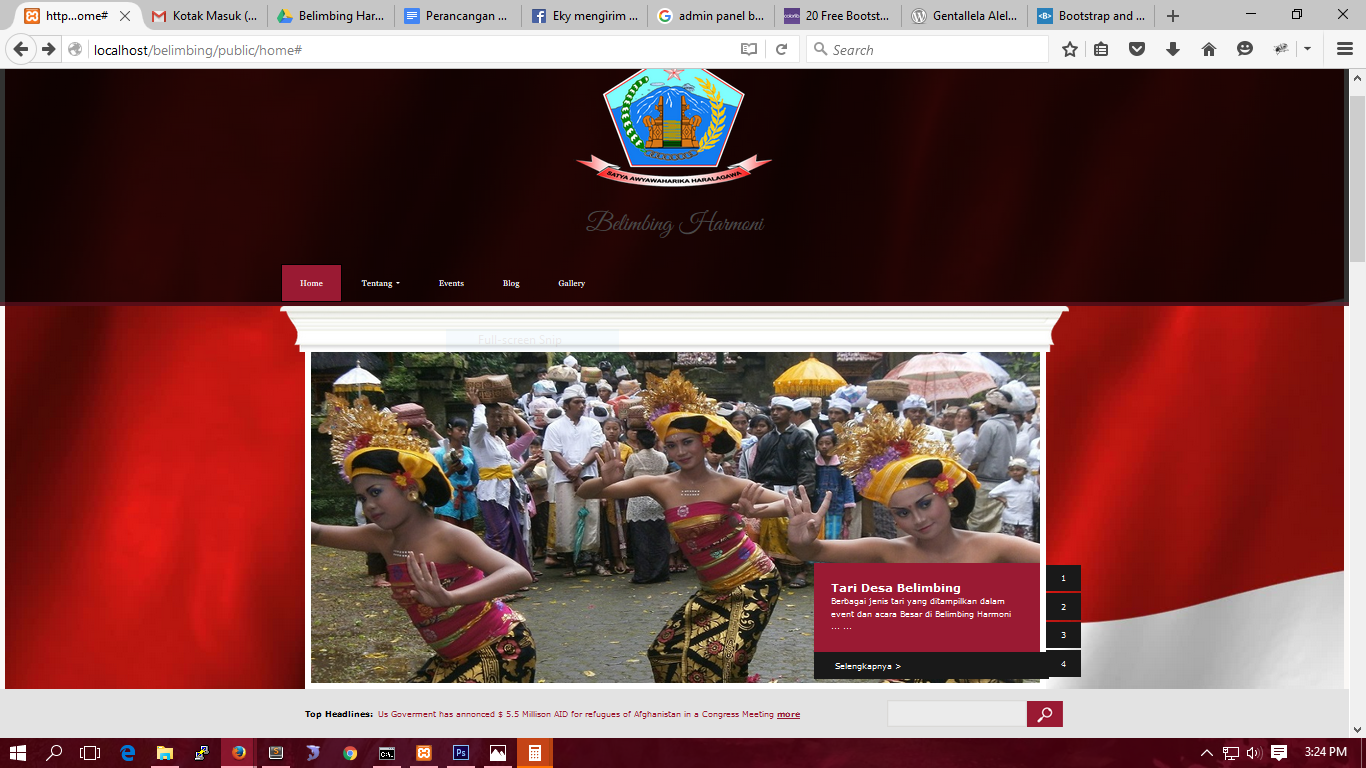 http...ome#
Kotak Masuk (...
Belimbing Har...
Perancangan ...
Eky mengirim ...
admin panel b...
20 Free Bootst...
Gentallela Alel...
Bootstrap and ...
localhost/belimbing/public/home#
Search
SATYA AWYAWAHARIKA HARALAGAWA
Belimbing Harmoni
Home Tentang Events Blog Gallery
Full-screen Snip
Tari Desa Belimbing
Berbagai jenis tari yang ditampilkan dalam
event dan acara Besar di Belimbing Harmoni
... ...
Selengkapnya >
1
2
3
4
Top Headlines: Us Goverment has annonced $ 5.5 Millison AID for refugues of Afghanistan in a Congress Meeting more
3:24 PM